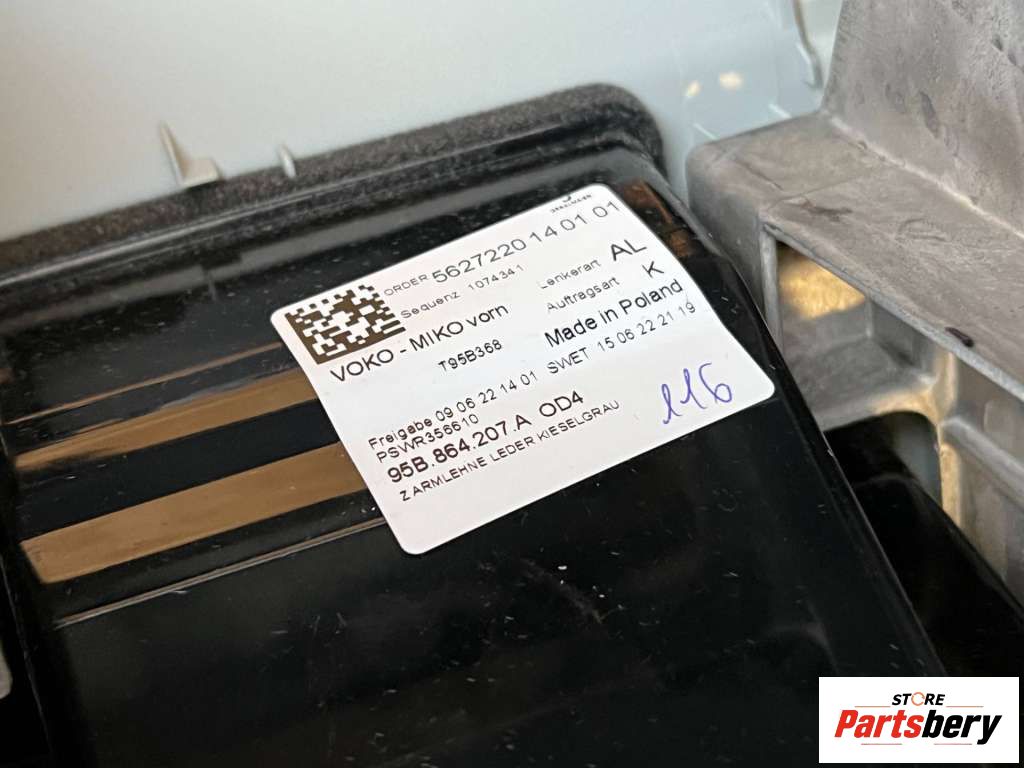 ORDER 5627220 14 01 01
Sequenz 1074341
Lenkerart AL
VOKO - MIKO vorn
Auftragsart K
T95B368
Made in Poland
Freigabe 09 06 22 14 01 SWET 15 06 22 21 19
PSWR356610
95B.864.207.A OD4
Z ARMLEHNE LEDER KIESELGRAU
116
STORE
Partsbery